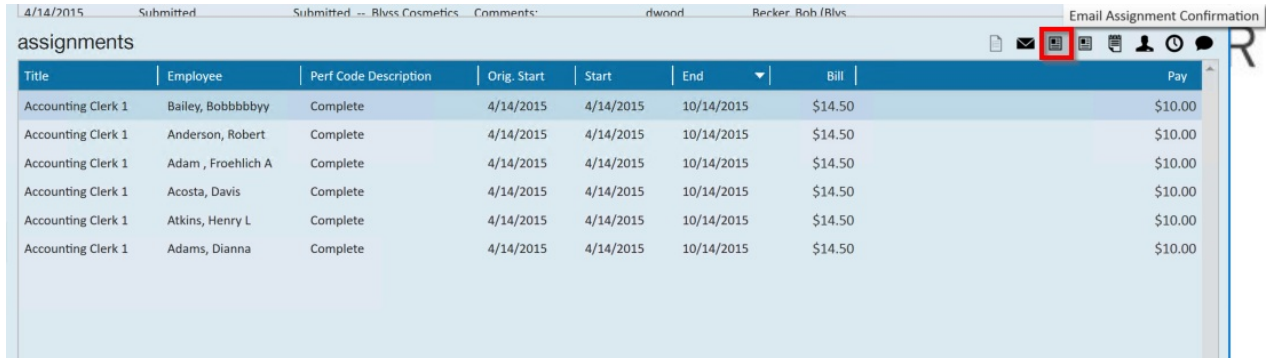 4/14/2015 Submitted Submitted -- Blyss Cosmetics Comments: dwood Becker, Bob (Blys
Email Assignment Confirmation
assignments
R
Title Employee Perf Code Description Orig. Start Start End Bill Pay
Accounting Clerk 1 Bailey, Bobbbbbyy Complete 4/14/2015 4/14/2015 10/14/2015 $14.50 $10.00
Accounting Clerk 1 Anderson, Robert Complete 4/14/2015 4/14/2015 10/14/2015 $14.50 $10.00
Accounting Clerk 1 Adam , Froehlich A Complete 4/14/2015 4/14/2015 10/14/2015 $14.50 $10.00
Accounting Clerk 1 Acosta, Davis Complete 4/14/2015 4/14/2015 10/14/2015 $14.50 $10.00
Accounting Clerk 1 Atkins, Henry L Complete 4/14/2015 4/14/2015 10/14/2015 $14.50 $10.00
Accounting Clerk 1 Adams, Dianna Complete 4/14/2015 4/14/2015 10/14/2015 $14.50 $10.00